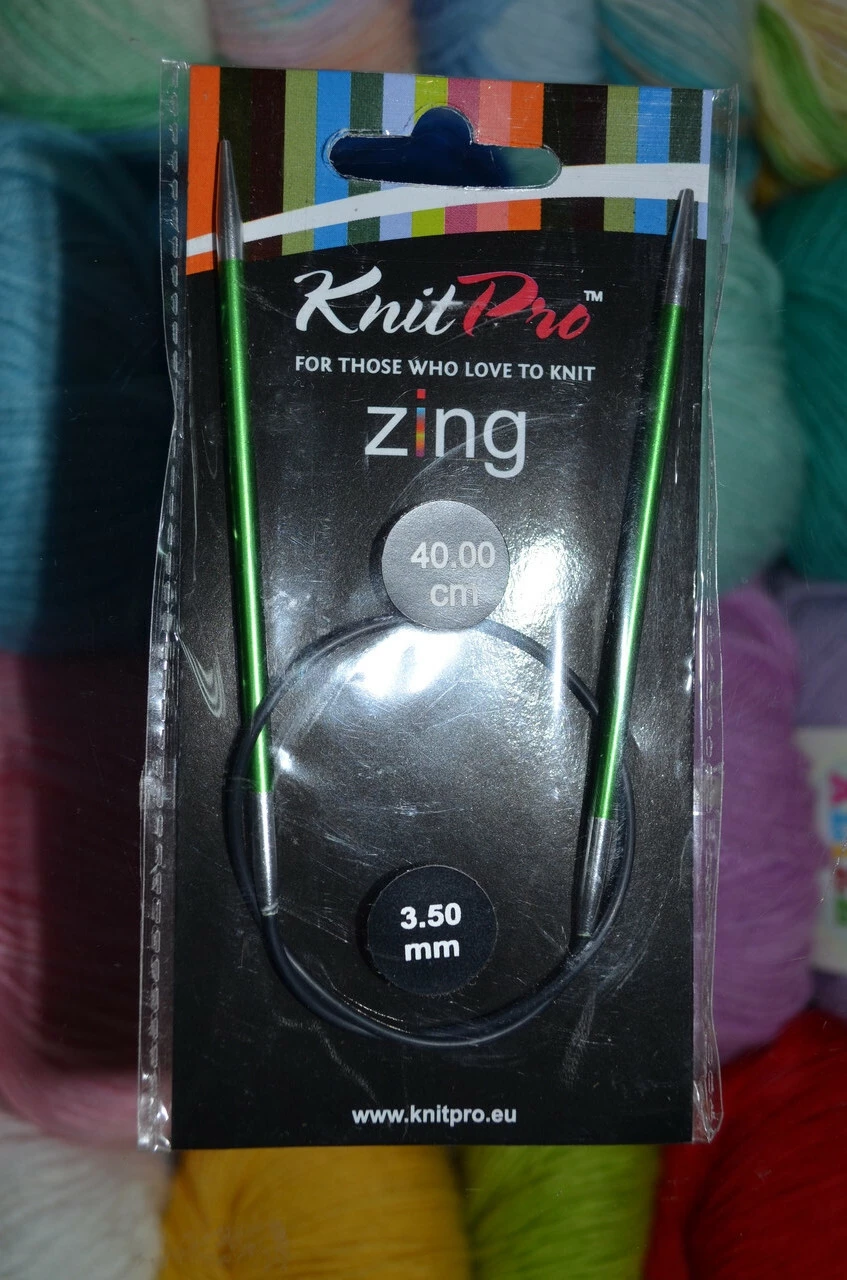 KnitPro™
FOR THOSE WHO LOVE TO KNIT
zing
40.00
cm
3.50
mm
www.knitpro.eu